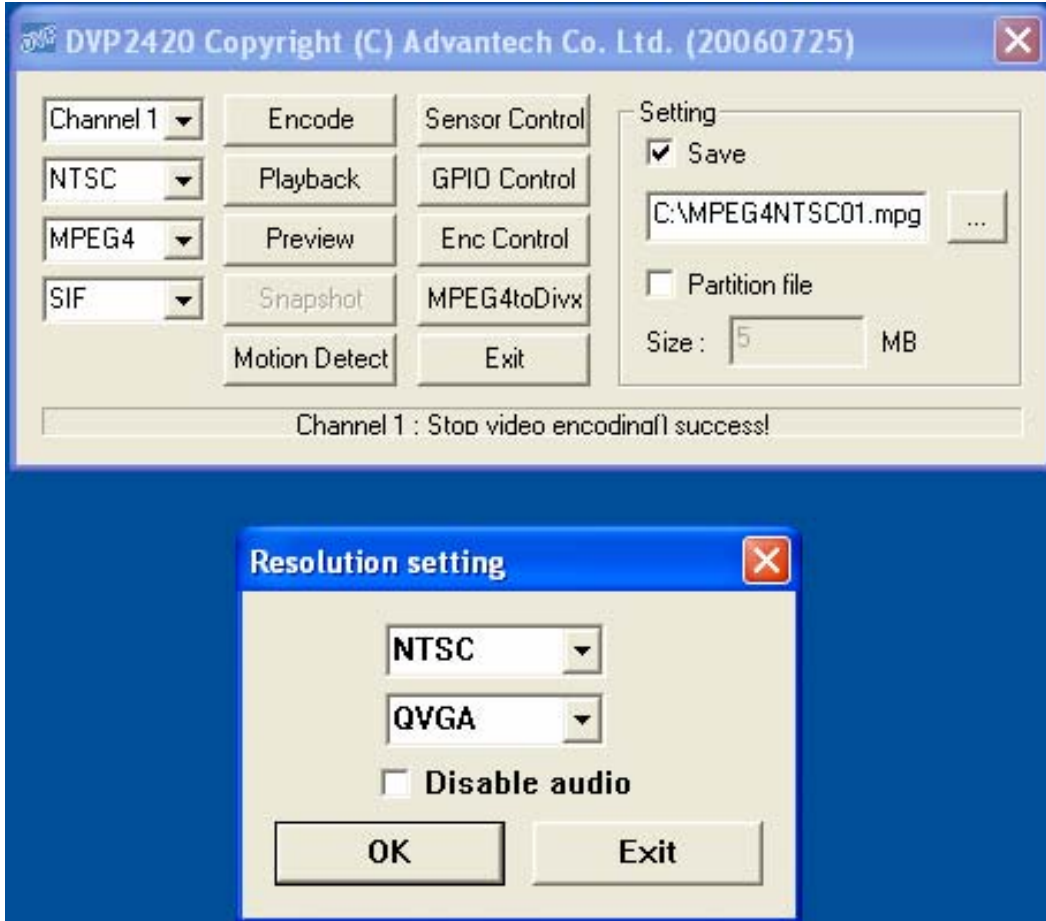 DVP2420 Copyright (C) Advantech Co. Ltd. (20060725)
Channel 1
Encode
Sensor Control
Setting
Save
NTSC
Playback
GPIO Control
C:\MPEG4NTSC01.mpg
...
MPEG4
Preview
Enc Control
Partition file
SIF
Snapshot
MPEG4toDivx
Size : 5 MB
Motion Detect
Exit
Channel 1 : Stop video encoding() success!
Resolution setting
NTSC
QVGA
Disable audio
OK
Exit